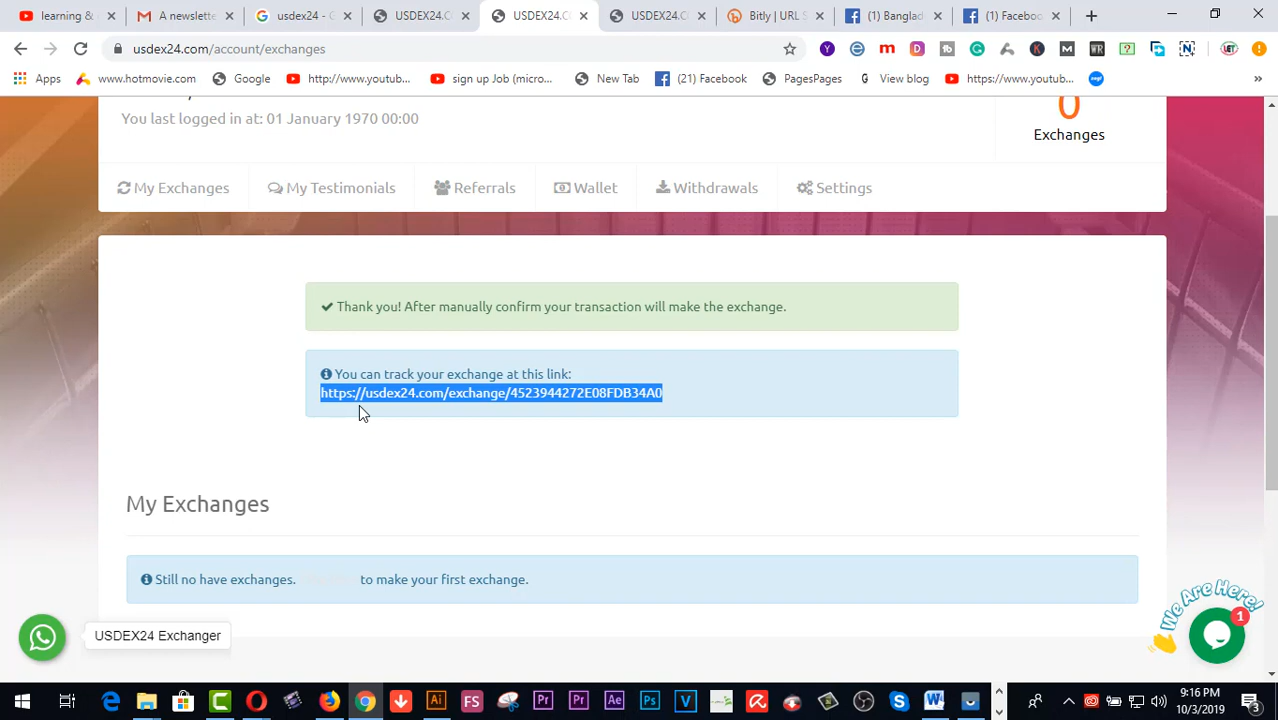 learning &
A newslette
usdex24 - G
USDEX24.C
USDEX24.C
USDEX24.C
Bitly | URL S
(1) Banglad
(1) Faceboo
usdex24.com/account/exchanges
Apps
www.hotmovie.com
Google
http://www.youtub...
sign up Job (micro...
New Tab
(21) Facebook
PagesPages
View blog
https://www.youtub...
You last logged in at: 01 January 1970 00:00
0
Exchanges
My Exchanges
My Testimonials
Referrals
Wallet
Withdrawals
Settings
Thank you! After manually confirm your transaction will make the exchange.
You can track your exchange at this link:
https://usdex24.com/exchange/4523944272E08FDB34A0
My Exchanges
Still no have exchanges. to make your first exchange.
We Are Here!
1
USDEX24 Exchanger
9:16 PM
10/3/2019
3